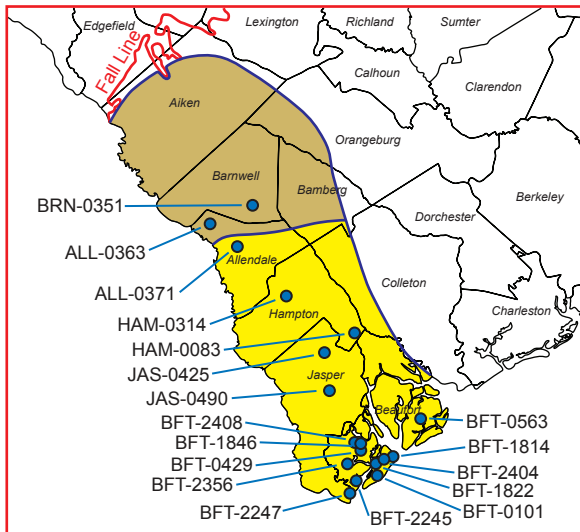 Edgefield
Lexington
Richland
Sumter
Fall Line
Calhoun
Clarendon
Aiken
Orangeburg
Barnwell
Bamberg
Berkeley
BRN-0351
Dorchester
ALL-0363
Allendale
Colleton
ALL-0371
Charleston
HAM-0314
Hampton
HAM-0083
JAS-0425
Jasper
JAS-0490
Beaufort
BFT-2408
BFT-0563
BFT-1846
BFT-1814
BFT-0429
BFT-2404
BFT-2356
BFT-1822
BFT-2247
BFT-0101
BFT-2245